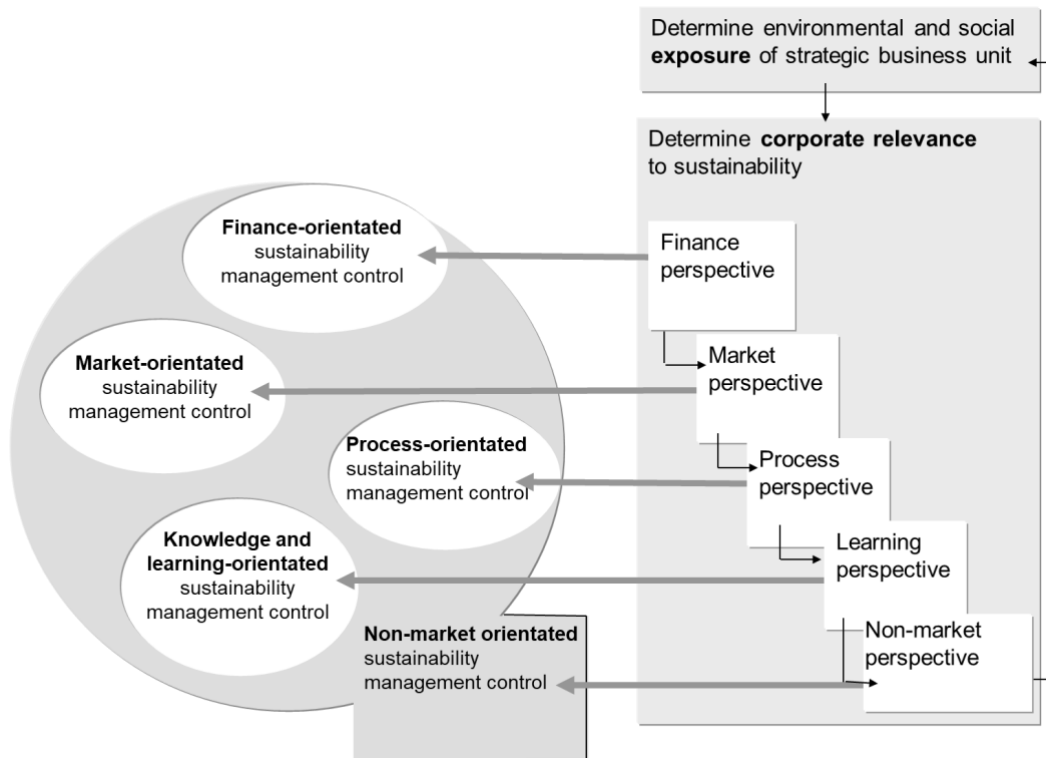 Determine environmental and social
exposure of strategic business unit
Determine corporate relevance
to sustainability
Finance-orientated
sustainability
management control
Finance
perspective
Market-orientated
sustainability
management control
Market
perspective
Process-orientated
sustainability
management control
Process
perspective
Knowledge and
learning-orientated
sustainability
management control
Learning
perspective
Non-market orientated
sustainability
management control
Non-market
perspective